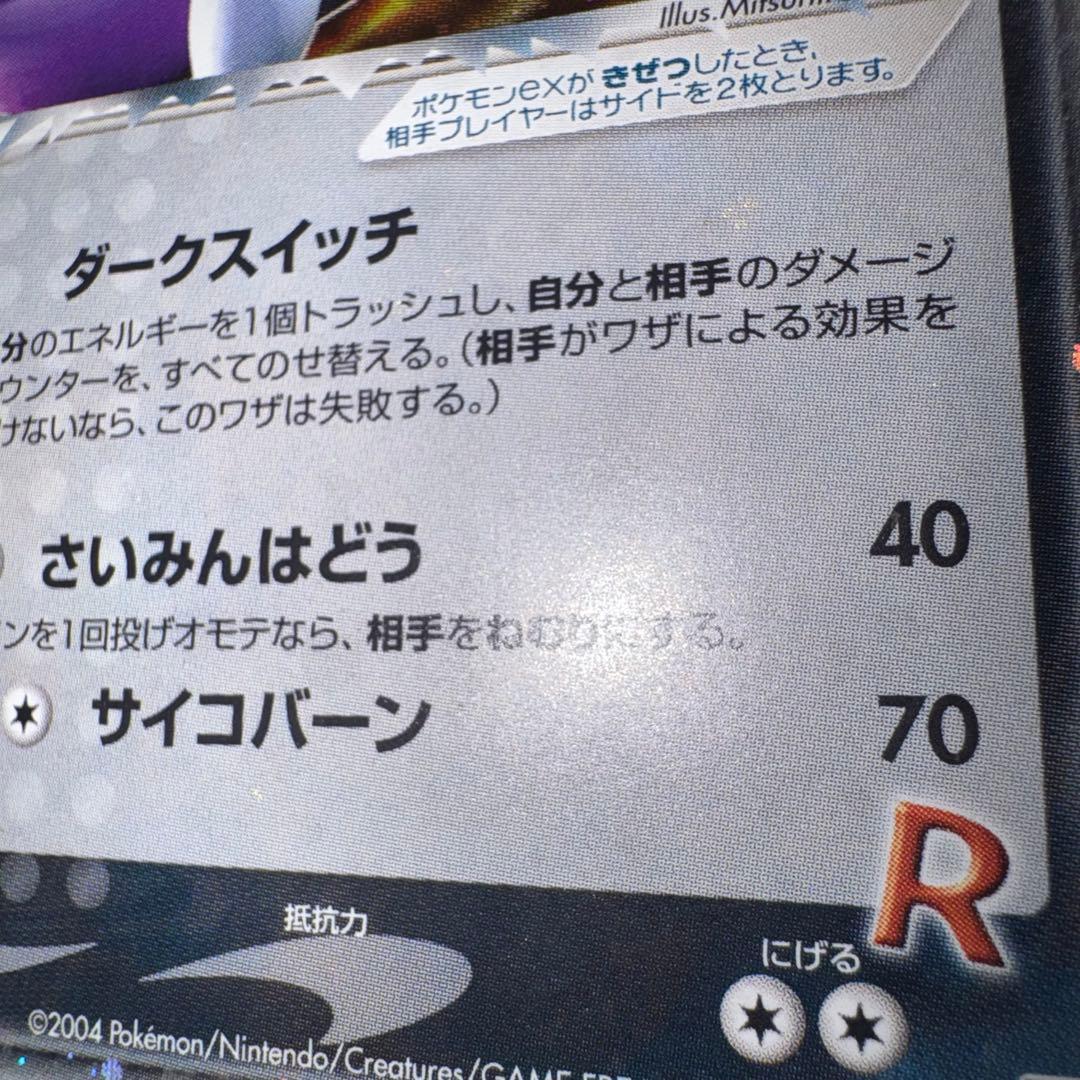 Illus.
ポケモンexが きぜつしたとき、
相手プレイヤーはサイドを2枚とります。
ダークスイッチ
分のエネルギーを1個トラッシュし、自分と相手のダメージ
ウンターを、すべてのせ替える。(相手がワザによる効果を
けないなら、このワザは失敗する。)
さいみんはどう 40
ンを1回投げオモテなら、相手をねむりにする。
サイコバーン 70
R
抵抗力
にげる
©2004 Pokémon/Nintendo/Creatures/GAME